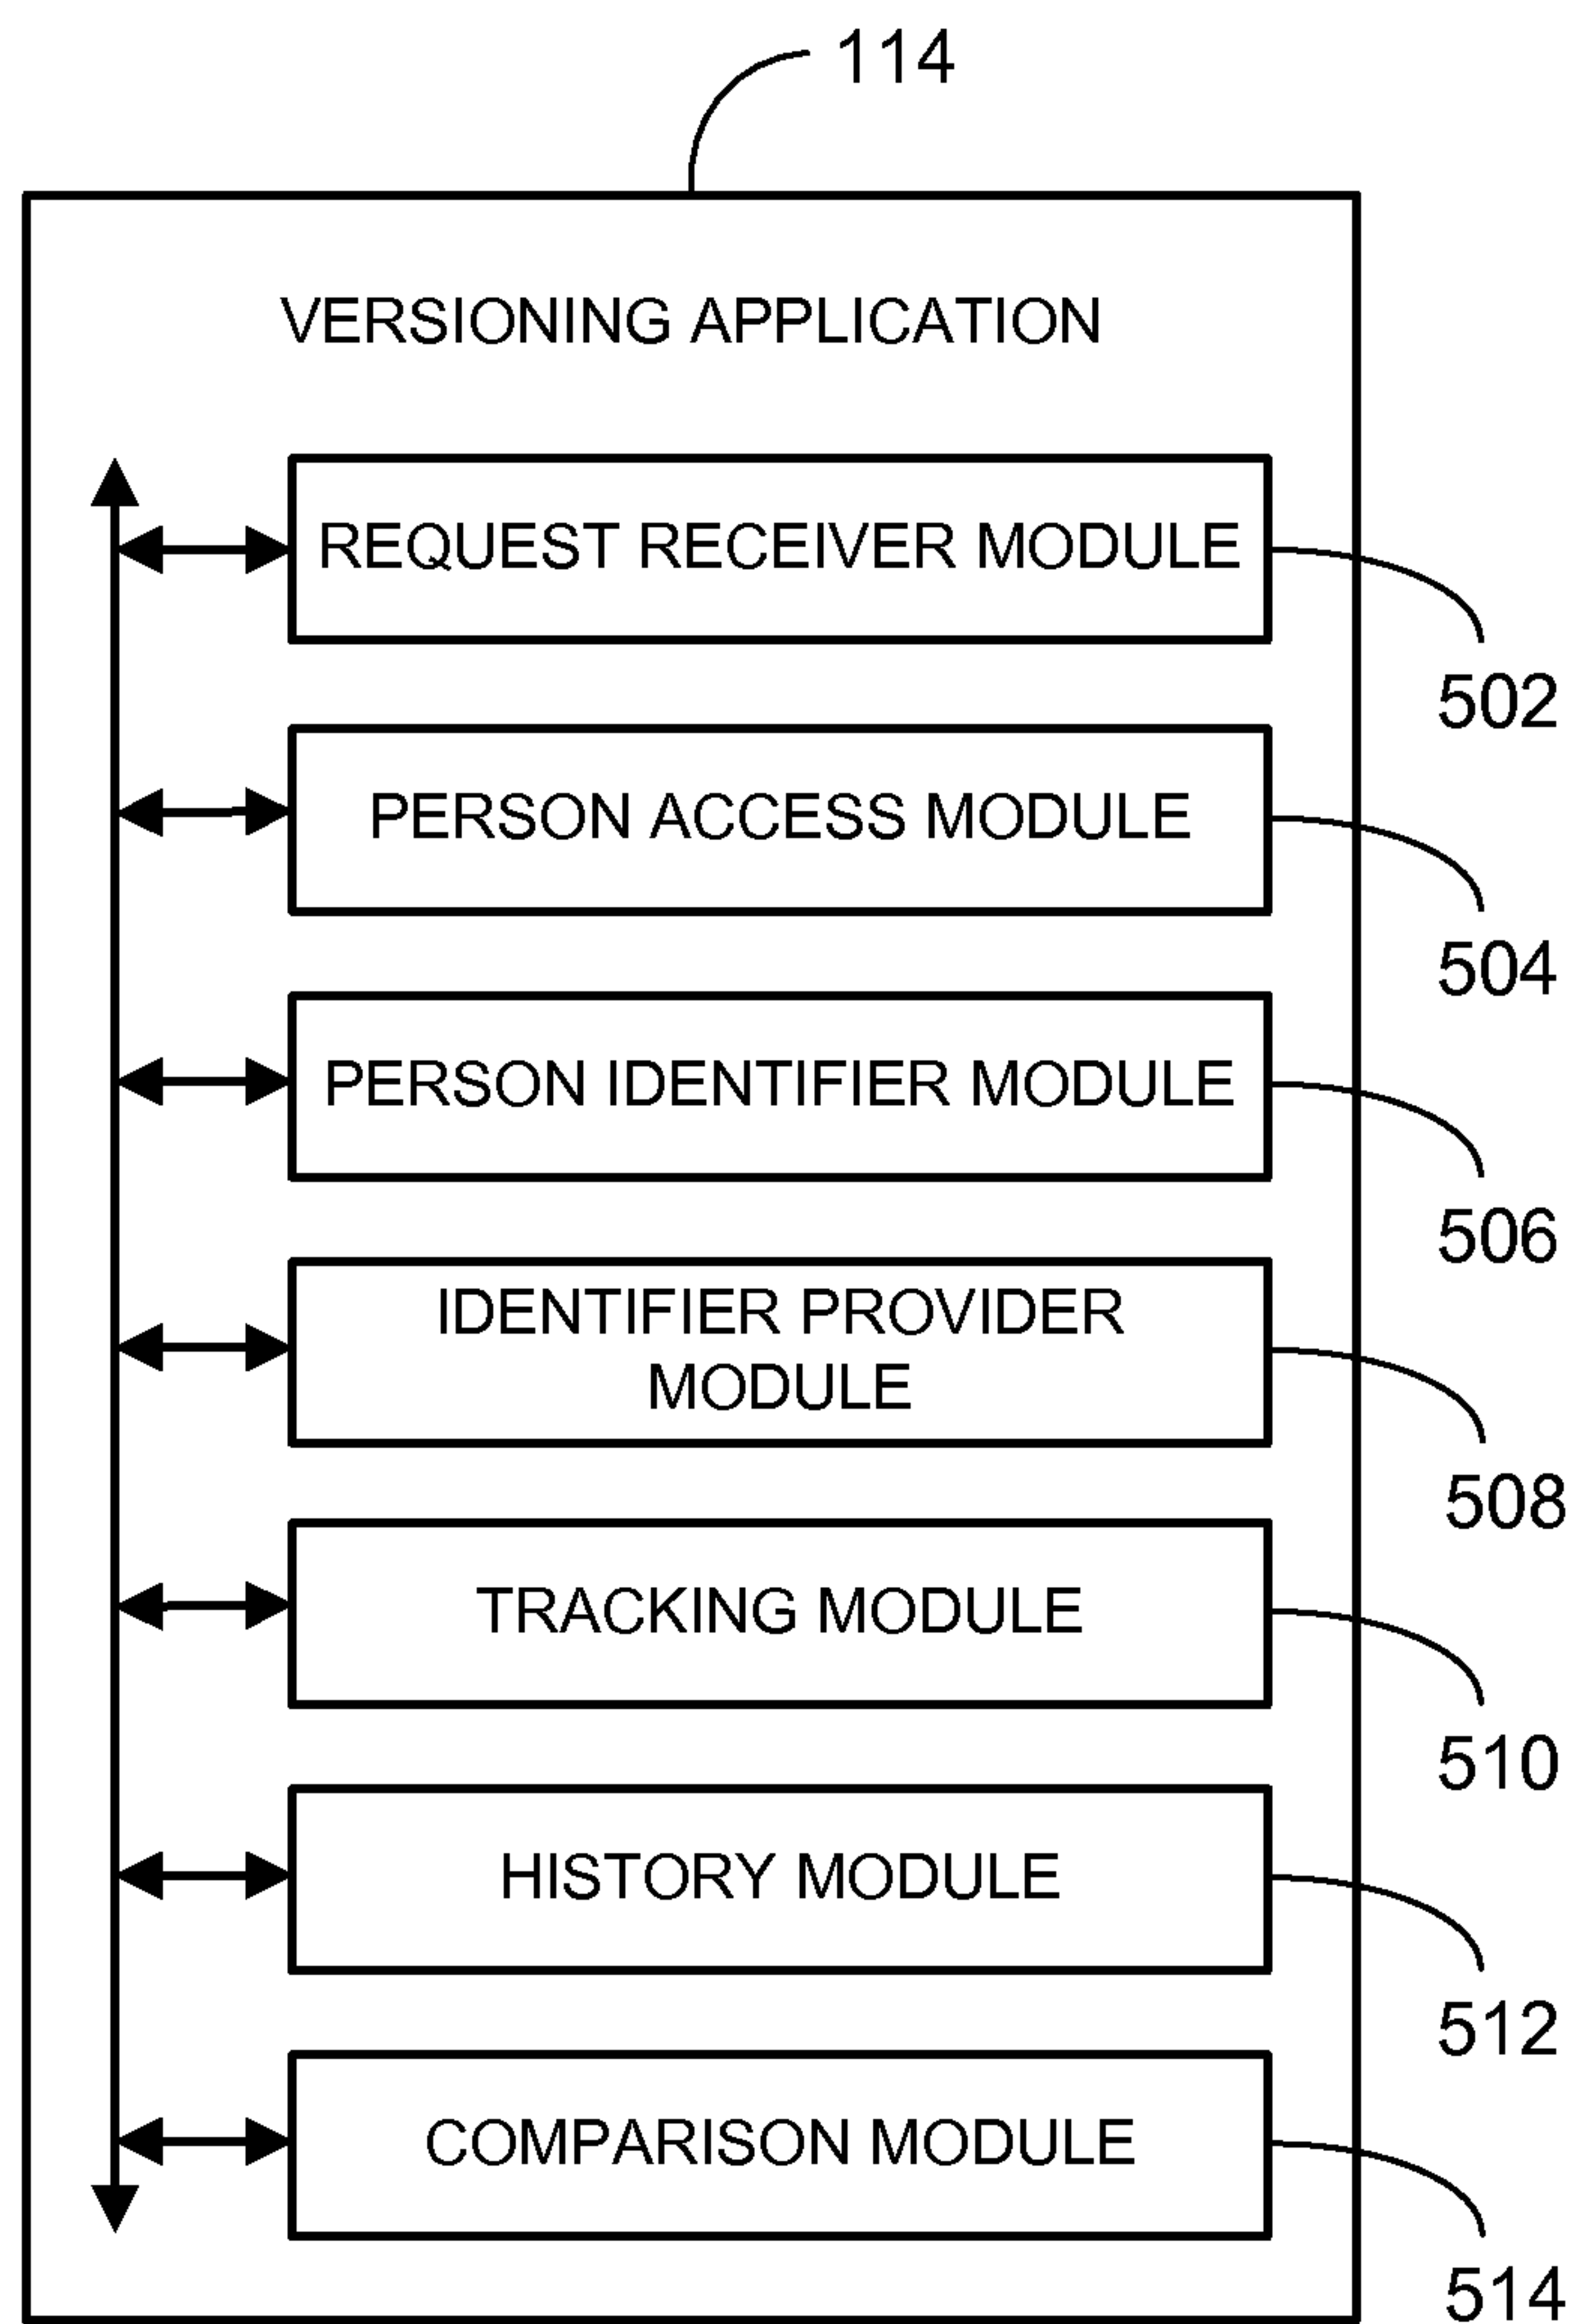 114
VERSIONING APPLICATION
REQUEST RECEIVER MODULE
502
PERSON ACCESS MODULE
504
PERSON IDENTIFIER MODULE
506
IDENTIFIER PROVIDER
MODULE
508
TRACKING MODULE
510
HISTORY MODULE
512
COMPARISON MODULE
514